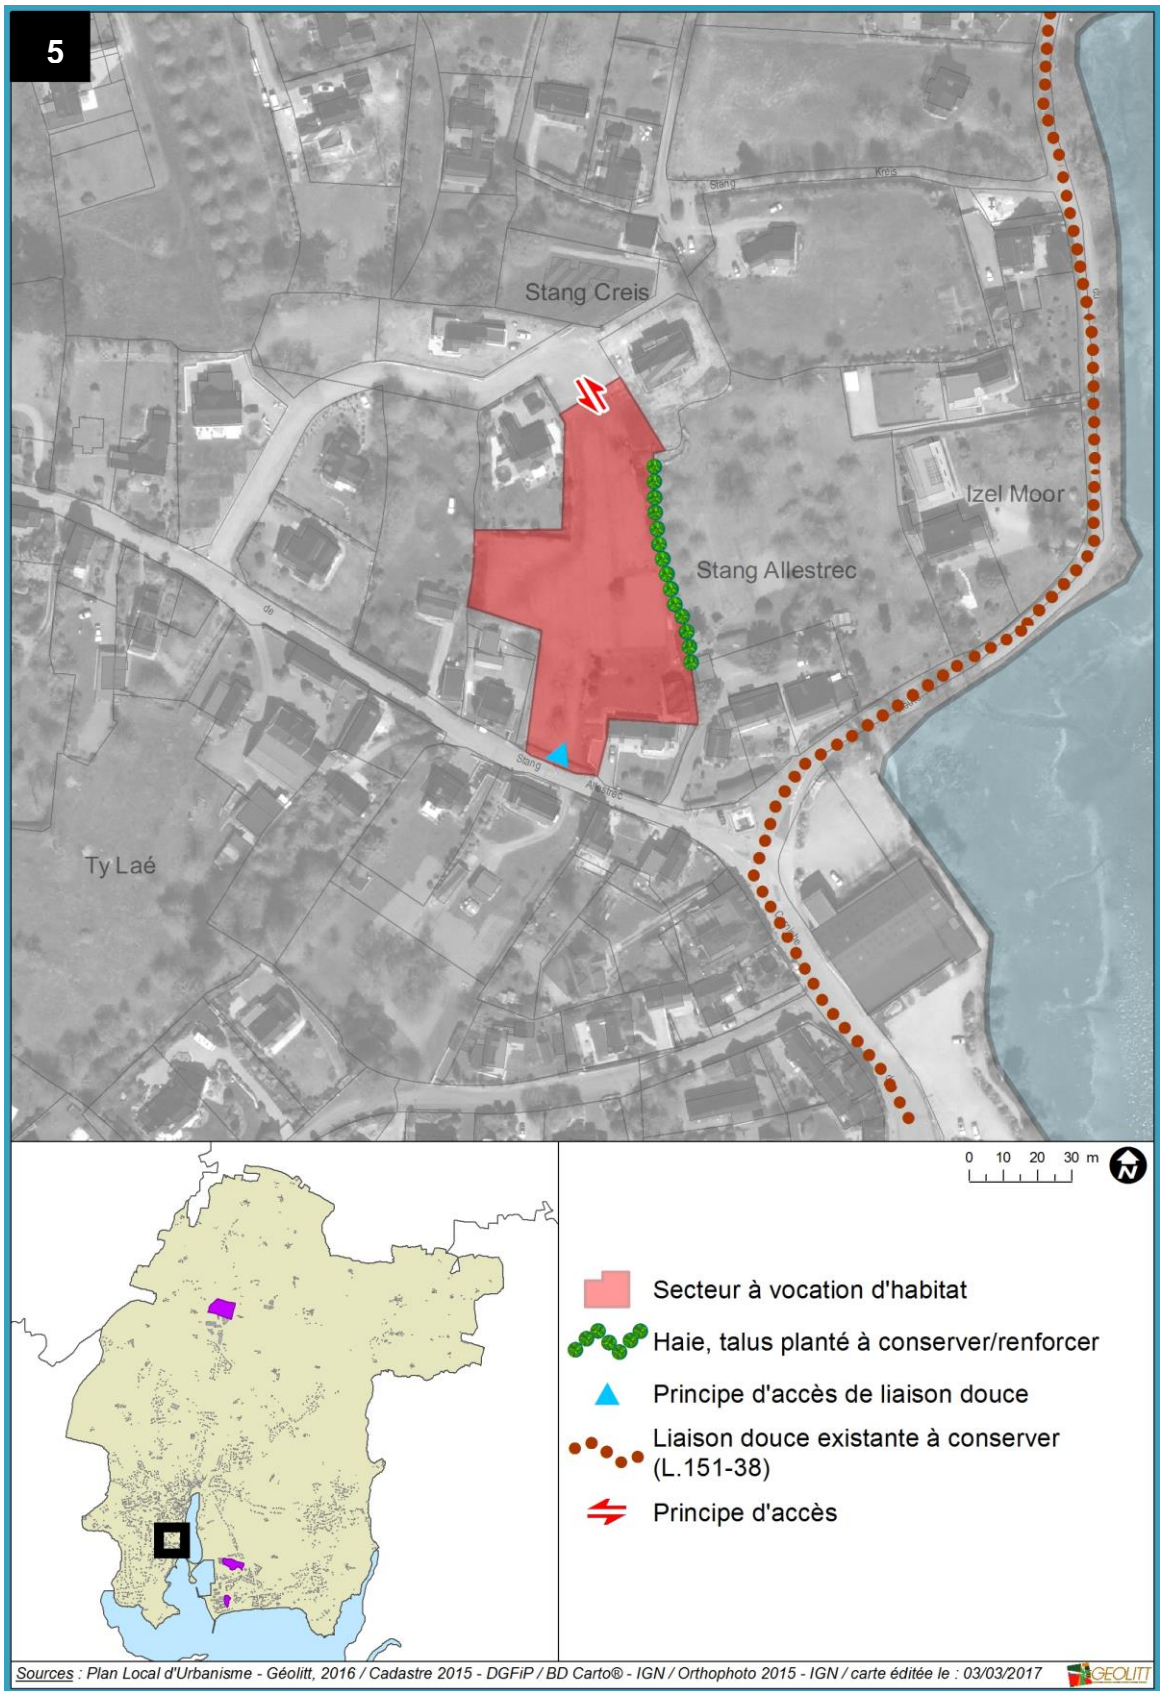 5
Stang
Kreis
Stang Creis
du
Izel Moor
Stang Allestrec
de
Stang
Allestrec
Ty Laé
Corniche
0 10 20 30 m
N
Secteur à vocation d'habitat
Haie, talus planté à conserver/renforcer
Principe d'accès de liaison douce
Liaison douce existante à conserver
(L.151-38)
Principe d'accès
Sources : Plan Local d'Urbanisme - Géolitt, 2016 / Cadastre 2015 - DGFiP / BD Carto® - IGN / Orthophoto 2015 - IGN / carte éditée le : 03/03/2017
GEOLITT